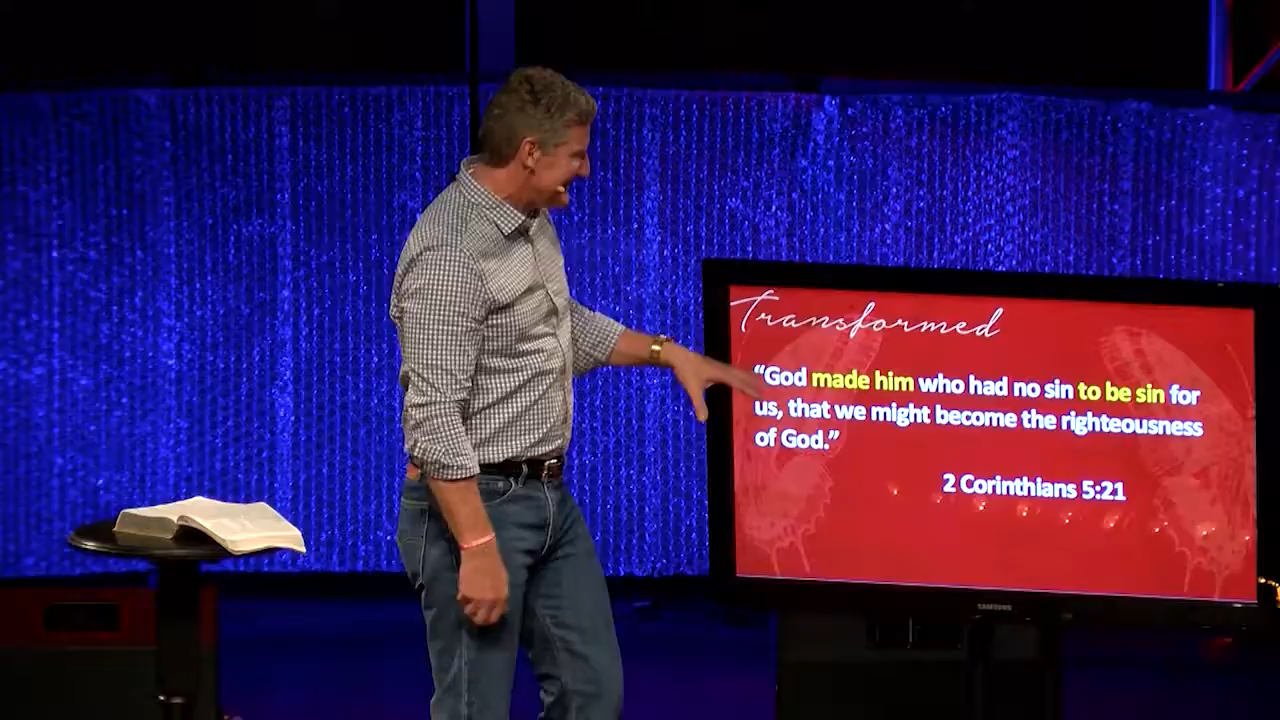 Transformed
“God made him who had no sin to be sin for
us, that we might become the righteousness
of God.”
2 Corinthians 5:21
SAMSUNG